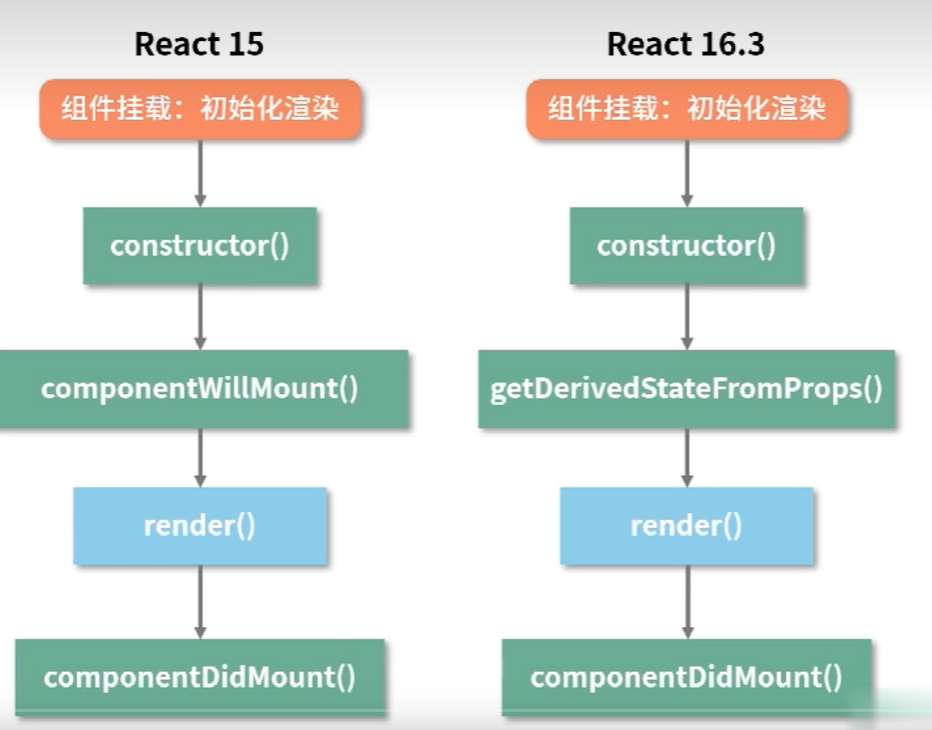 React 15
组件挂载：初始化渲染
constructor()
componentWillMount()
render()
componentDidMount()
React 16.3
组件挂载：初始化渲染
constructor()
getDerivedStateFromProps()
render()
componentDidMount()